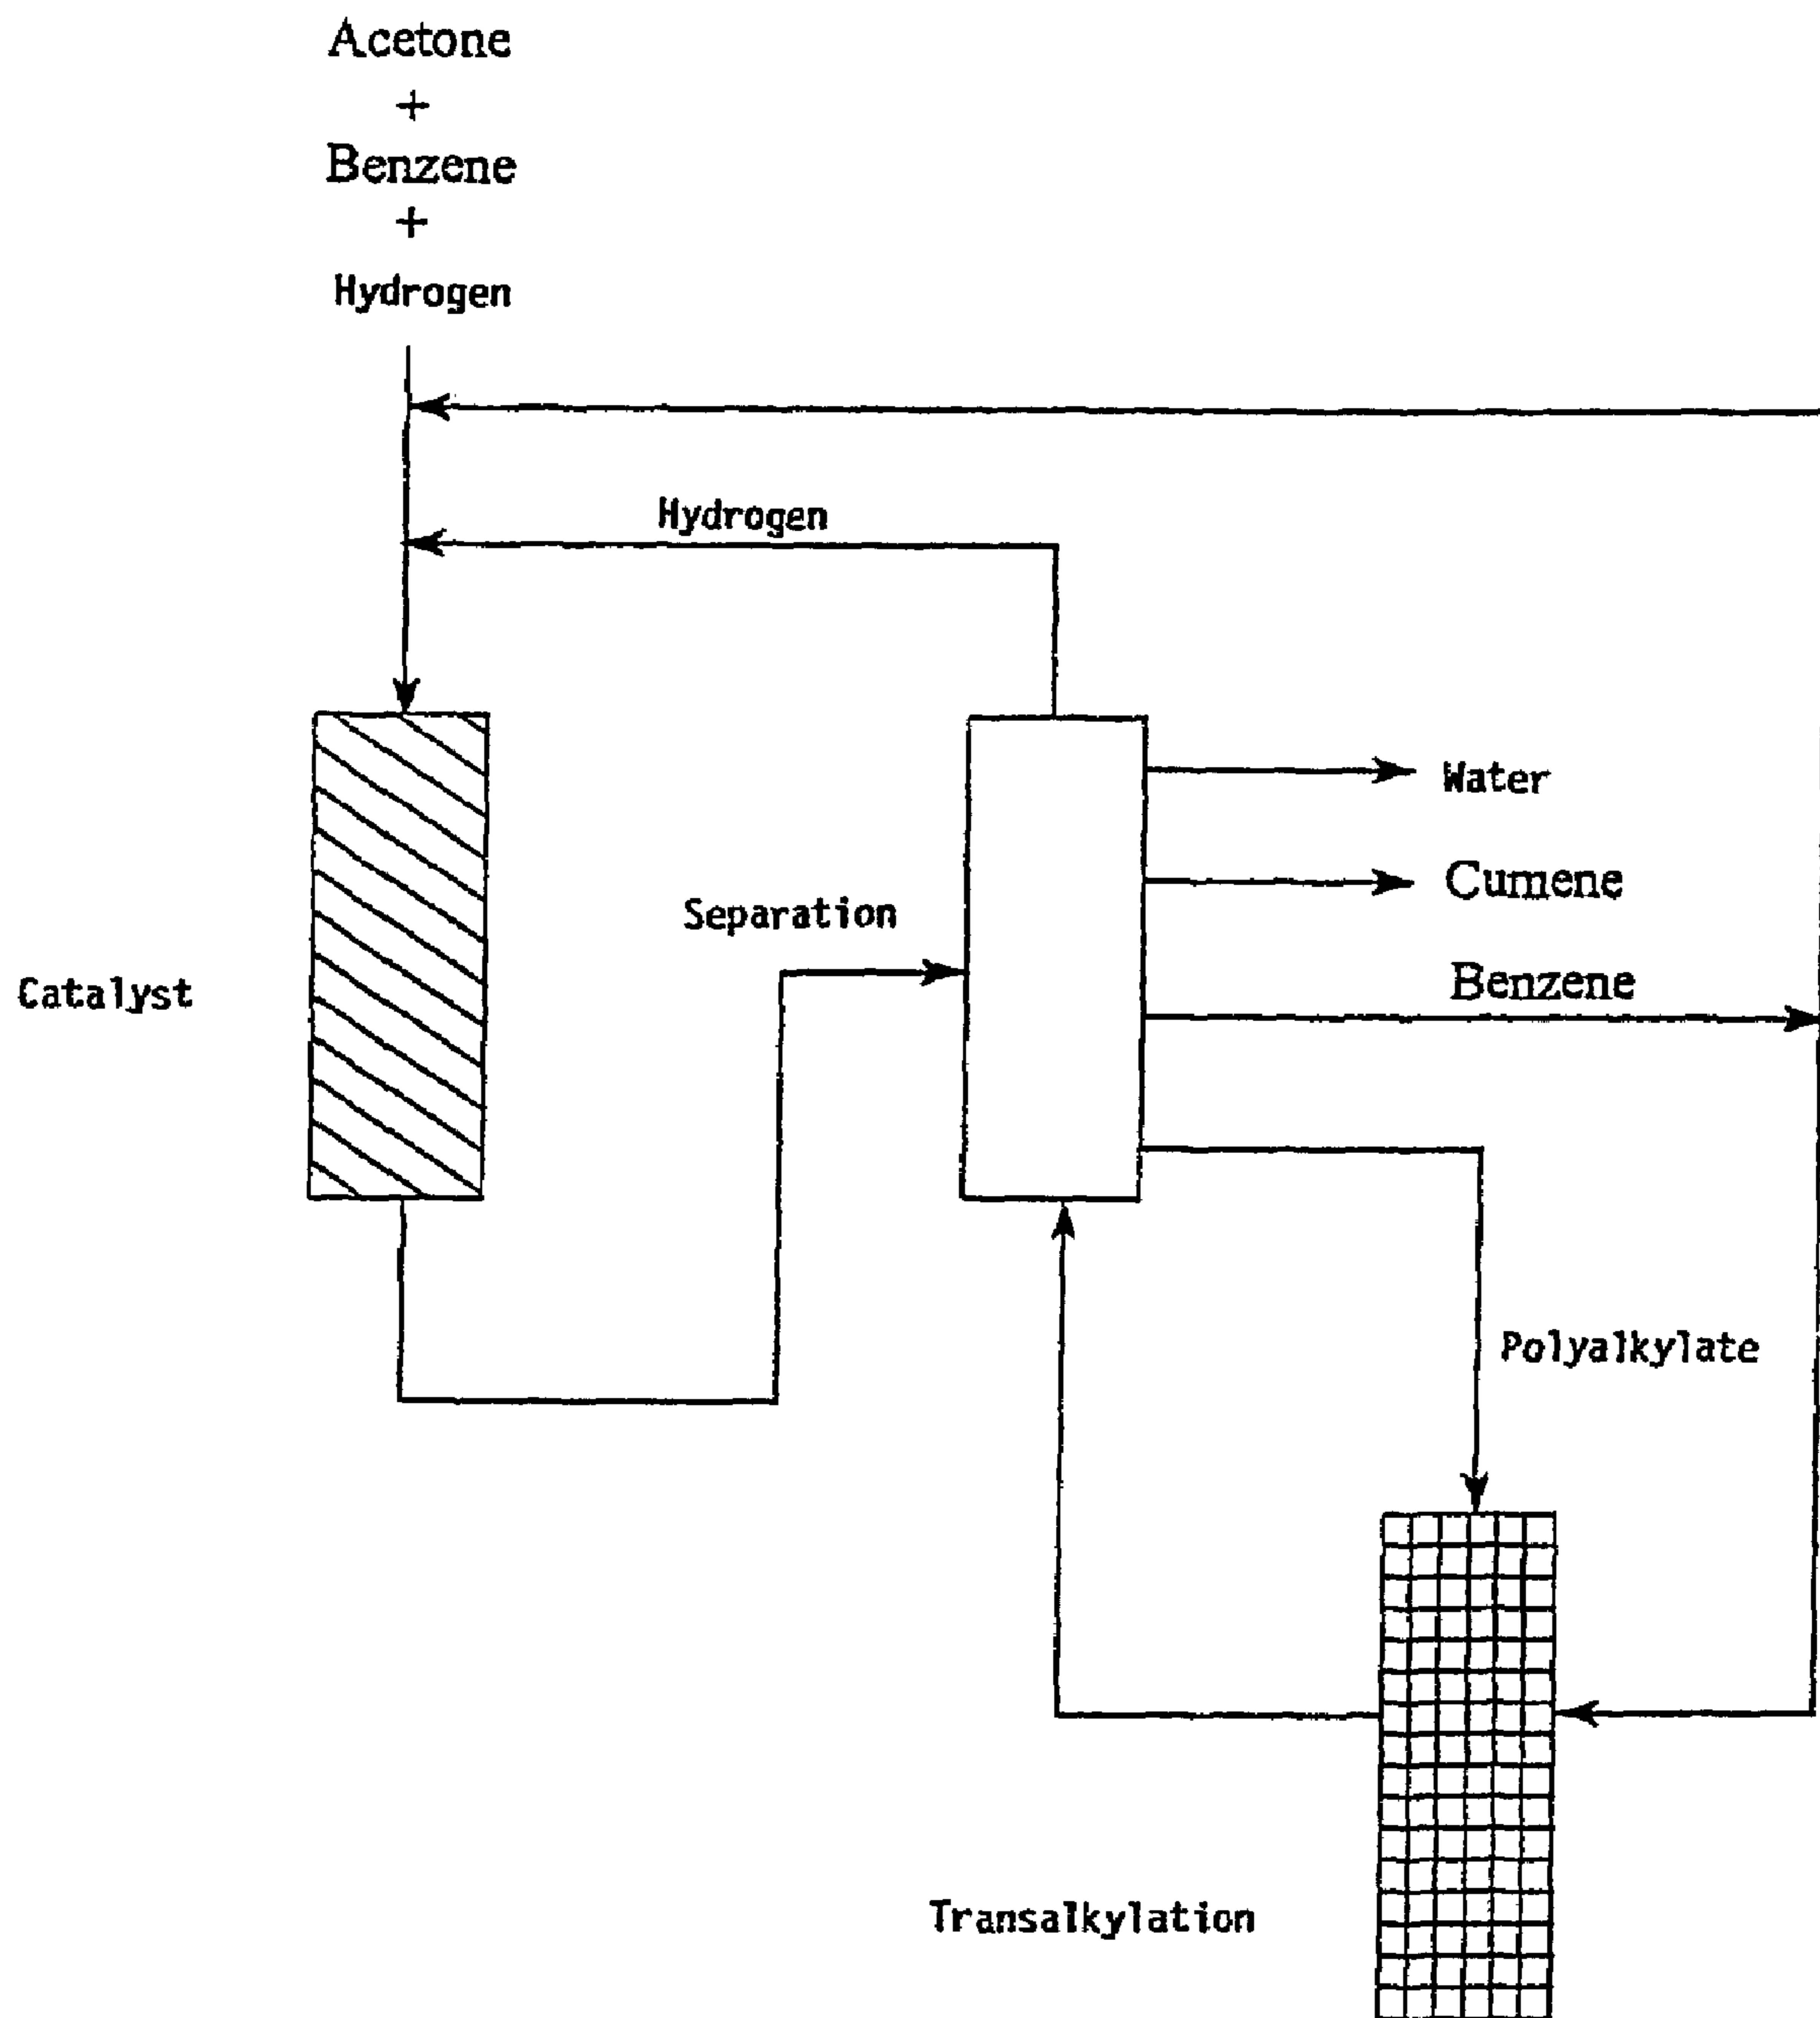 Acetone
+
Benzene
+
Hydrogen
Hydrogen
Water
Cumene
Separation
Benzene
Catalyst
Polyalkylate
Transalkylation